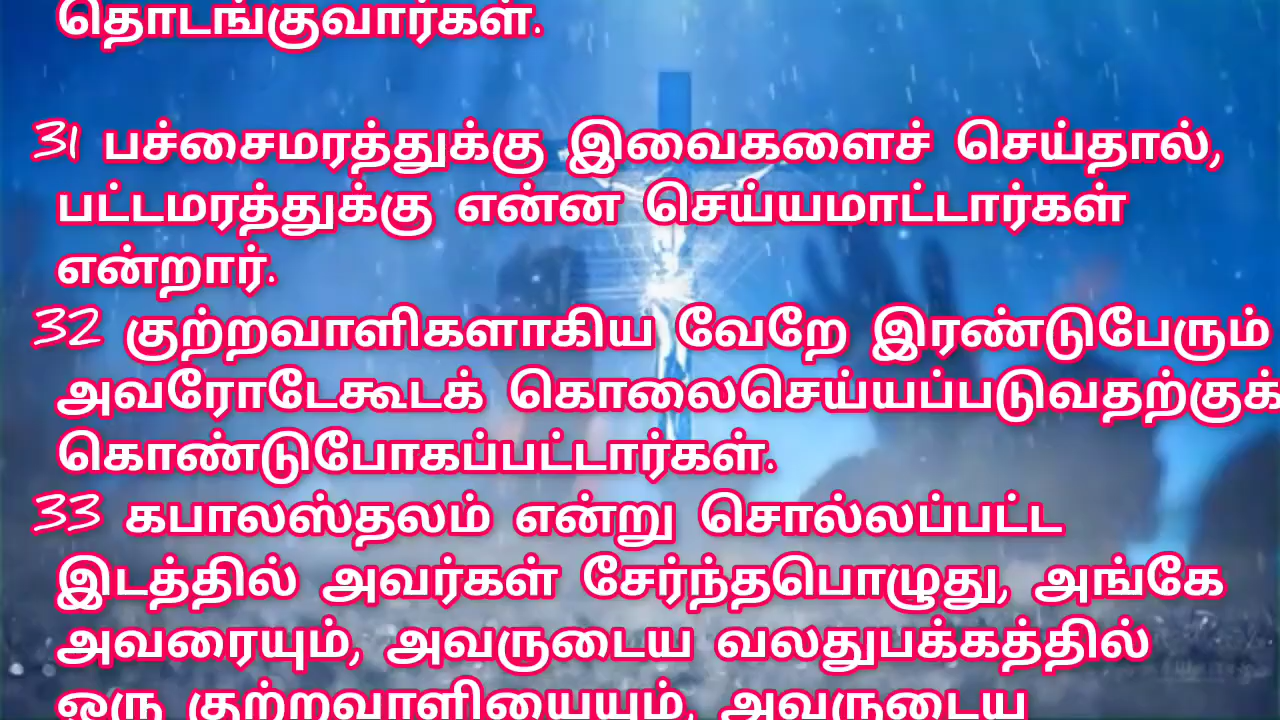 தொடங்குவார்கள்.
31 பச்சைமரத்துக்கு இவைகளைச் செய்தால்,
பட்டமரத்துக்கு என்ன செய்யமாட்டார்கள்
என்றார்.
32 குற்றவாளிகளாகிய வேறே இரண்டுபேரும்
அவரோடேகூடக் கொலைசெய்யப்படுவதற்குக்
கொண்டுபோகப்பட்டார்கள்.
33 கபாலஸ்தலம் என்று சொல்லப்பட்ட
இடத்தில் அவர்கள் சேர்ந்தபொழுது, அங்கே
அவரையும், அவருடைய வலதுபக்கத்தில்
ஒரு குற்றவாளியையும், அவருடைய